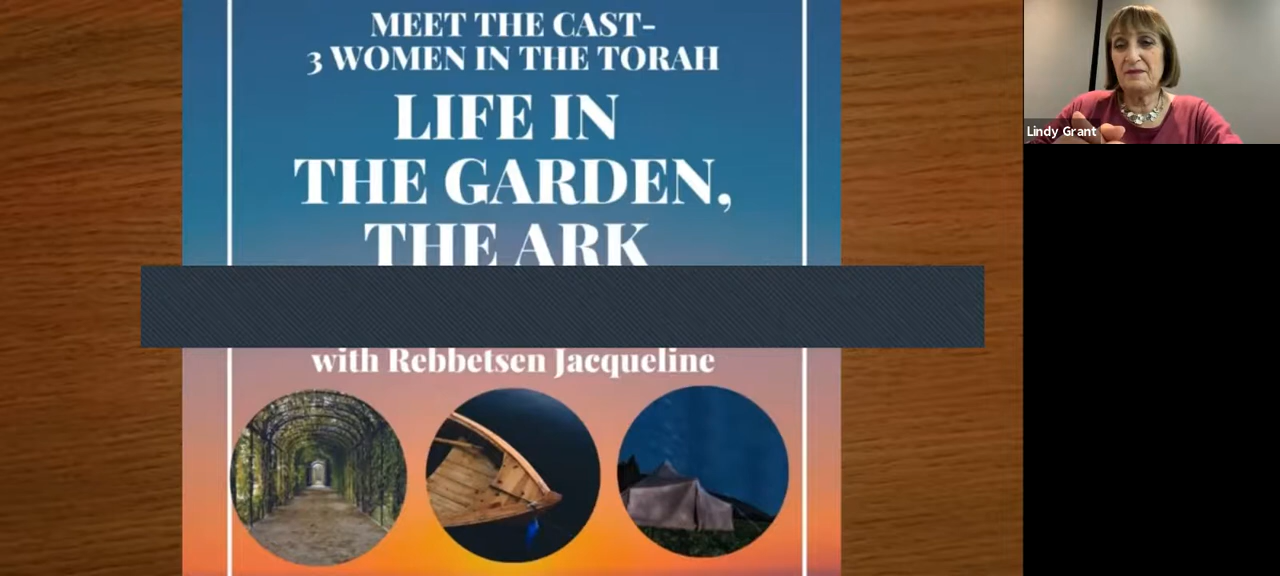 MEET THE CAST-
3 WOMEN IN THE TORAH
LIFE IN
THE GARDEN,
THE ARK
with Rebbetsen Jacqueline
Lindy Grant